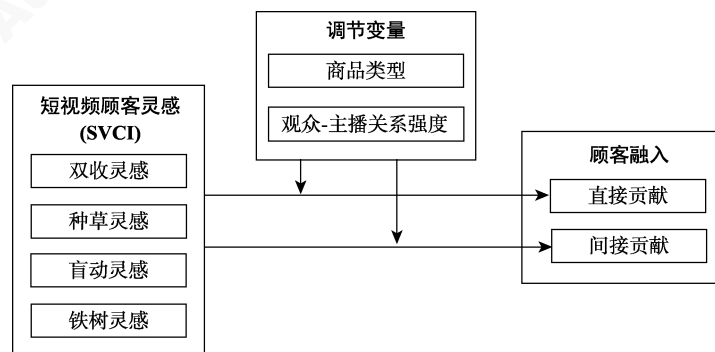 调节变量
商品类型
观众-主播关系强度
短视频顾客灵感
(SVCI)
双收灵感
种草灵感
盲动灵感
铁树灵感
顾客融入
直接贡献
间接贡献